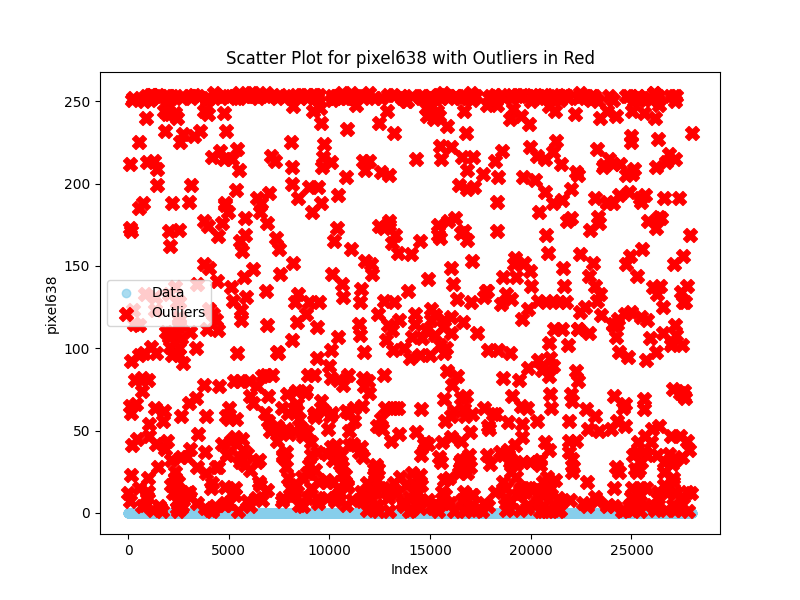 Scatter Plot for pixel638 with Outliers in Red
250
200
150
100
50
0
pixel638
Data
Outliers
0 5000 10000 15000 20000 25000
Index